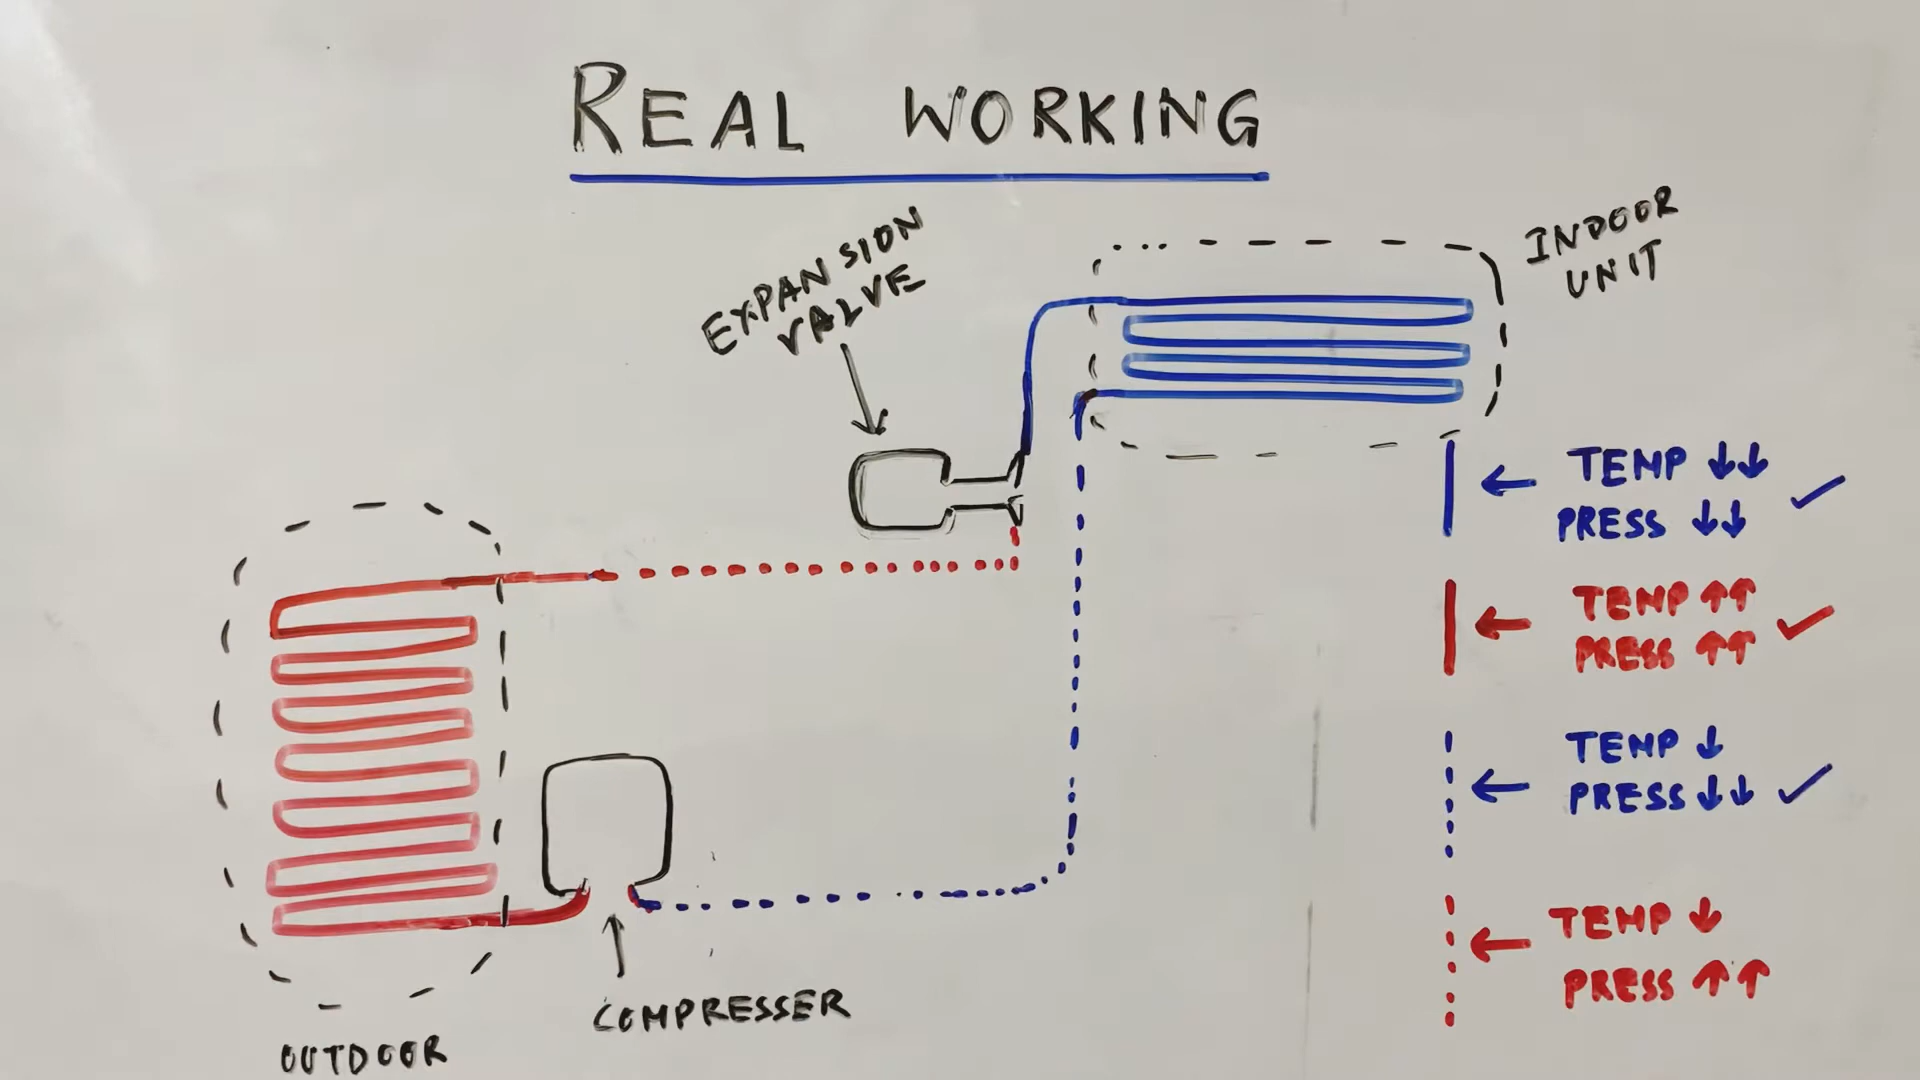 REAL WORKING
EXPANSION
VALVE
INDOOR
UNIT
TEMP ↓↓
PRESS ↓↓ ✓
TEMP ↑↑
PRESS ↑↑ ✓
TEMP ↓
PRESS ↓↓ ✓
TEMP ↓
PRESS ↑↑
COMPRESSER
OUTDOOR